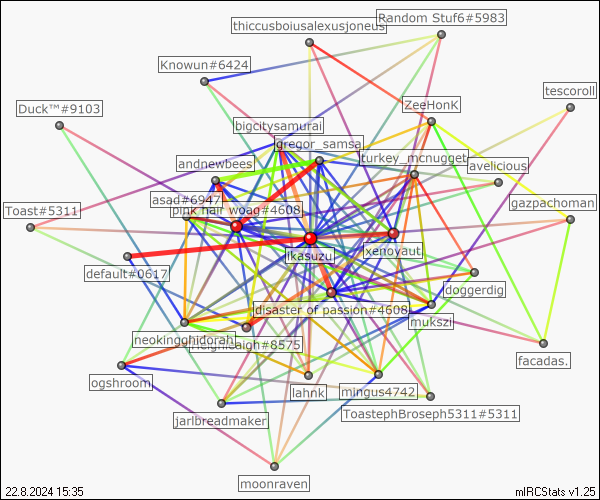 thiccusboiusalexusjoneus
Random Stuf6#5983
Knowun#6424
tescoroll
Duck™#9103
ZeeHonK
bigcitysamurai
gregor_samsa
turkey_mcnugget
andnewbees
avelicious
asad#6947
gazpachoman
Toast#5311
pink hair woag#4608
ikasuzu
xenoyaut
default#0617
doggerdig
disaster of passion#4608
mukszi
neokingghidorah
#8575
facadas.
ogshroom
lahnk
mingus4742
ToastephBroseph5311#5311
jarlbreadmaker
moonraven
22.8.2024 15:35
mIRCStats v1.25